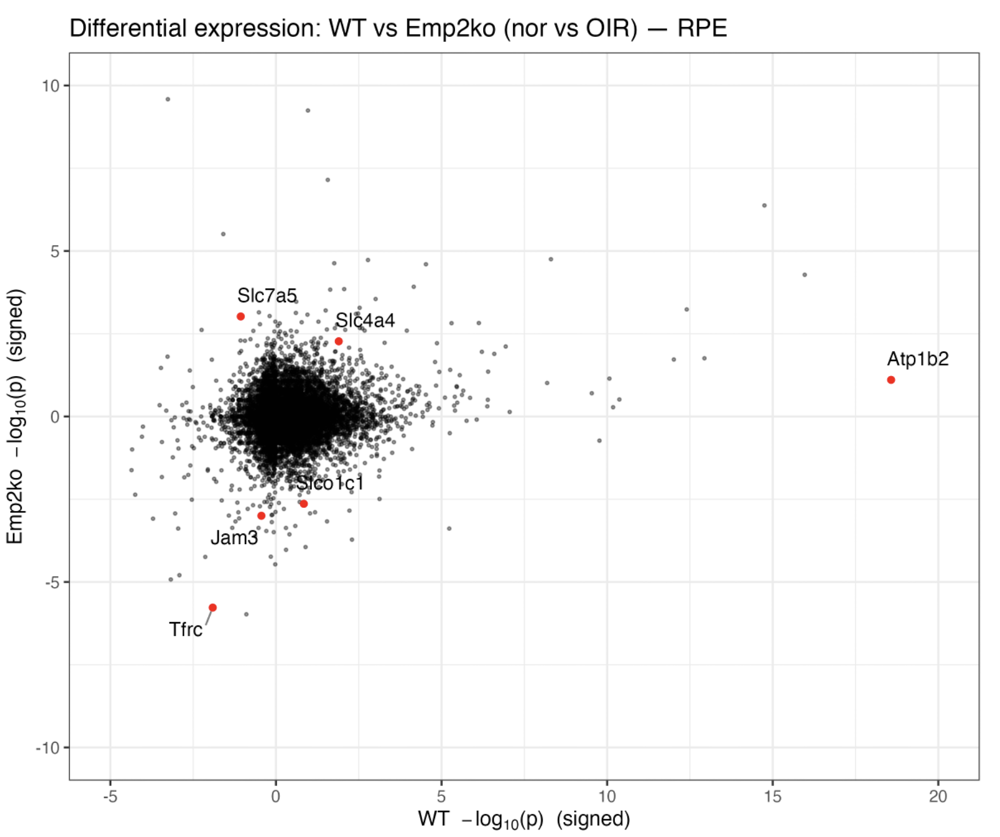 Differential expression: WT vs Emp2ko (nor vs OIR) — RPE
10
5
0
-5
-10
Emp2ko −log10(p) (signed)
Slc7a5
Slc4a4
Atp1b2
Slco1c1
Jam3
Tfrc
-5 0 5 10 15 20
WT −log10(p) (signed)